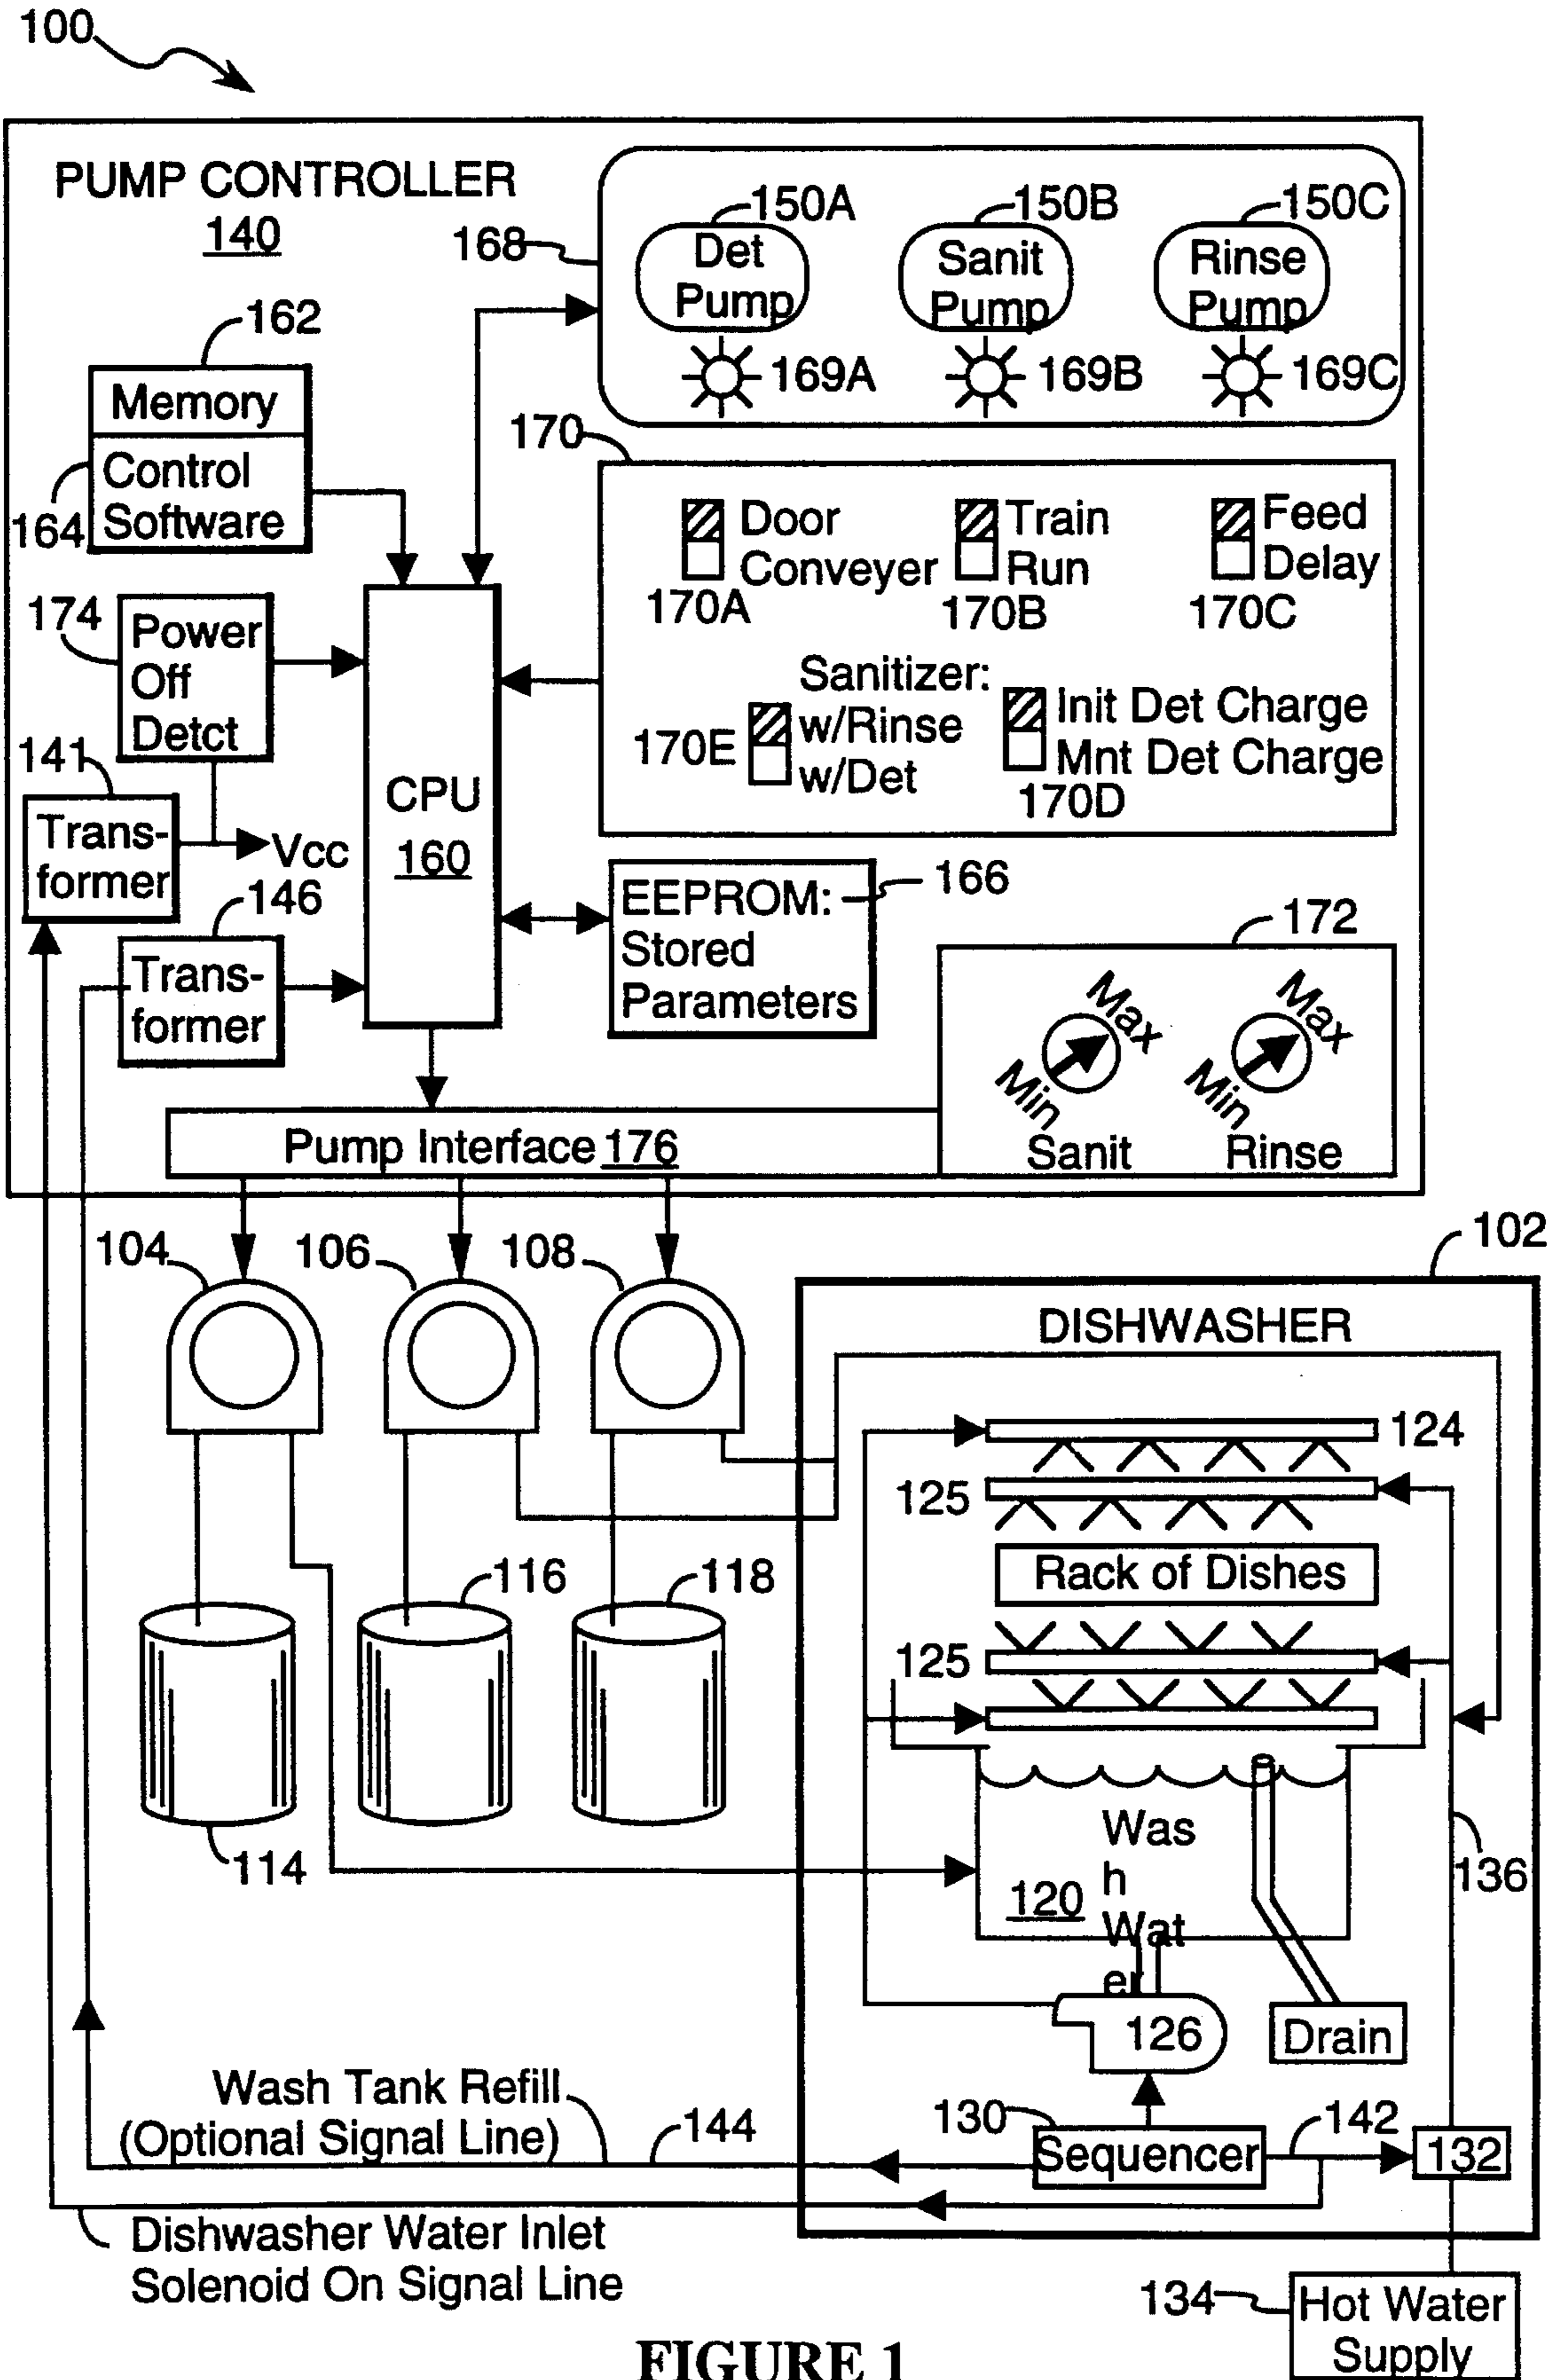 100
PUMP CONTROLLER
140
168
150A
150B
150C
Det
Pump
Sanit
Pump
Rinse
Pump
169A
169B
169C
162
Memory
Control
Software
164
170
Door
Conveyer
170A
Train
Run
170B
Feed
Delay
170C
Sanitizer:
w/Rinse
w/Det
170E
Init Det Charge
Mnt Det Charge
170D
174
Power
Off
Detct
141
Trans-
former
Vcc
146
Trans-
former
CPU
160
EEPROM:
Stored
Parameters
166
172
Max
Min
Sanit
Max
Min
Rinse
Pump Interface 176
104
106
108
102
DISHWASHER
124
125
Rack of Dishes
125
116
118
114
Was
h
Wat
er
120
136
126
Drain
Wash Tank Refill
(Optional Signal Line)
144
130
Sequencer
142
132
Dishwasher Water Inlet
Solenoid On Signal Line
134
Hot Water
Supply
FIGURE 1